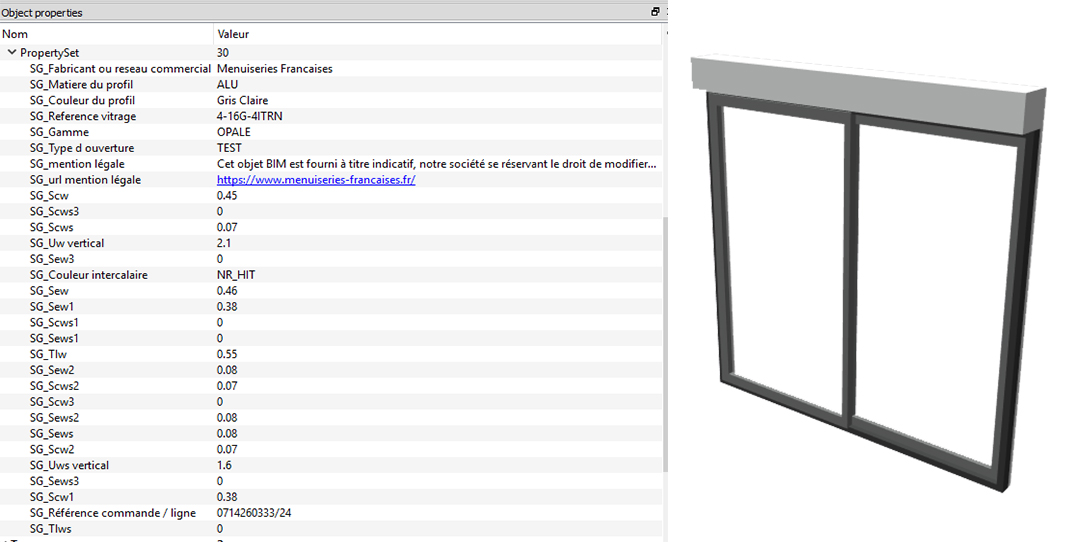 Object properties
Nom Valeur
PropertySet 30
SG_Fabricant ou reseau commercial Menuiseries Francaises
SG_Matiere du profil ALU
SG_Couleur du profil Gris Claire
SG_Reference vitrage 4-16G-4ITRN
SG_Gamme OPALE
SG_Type d ouverture TEST
SG_mention légale Cet objet BIM est fourni à titre indicatif, notre société se réservant le droit de modifier...
SG_url mention légale https://www.menuiseries-francaises.fr/
SG_Scw 0.45
SG_Scws3 0
SG_Scws 0.07
SG_Uw vertical 2.1
SG_Sew3 0
SG_Couleur intercalaire NR_HIT
SG_Sew 0.46
SG_Sew1 0.38
SG_Scws1 0
SG_Sews1 0
SG_Tlw 0.55
SG_Sew2 0.08
SG_Scws2 0.07
SG_Scw3 0
SG_Sews2 0.08
SG_Sews 0.08
SG_Scw2 0.07
SG_Uws vertical 1.6
SG_Sews3 0
SG_Scw1 0.38
SG_Référence commande / ligne 0714260333/24
SG_Tlws 0